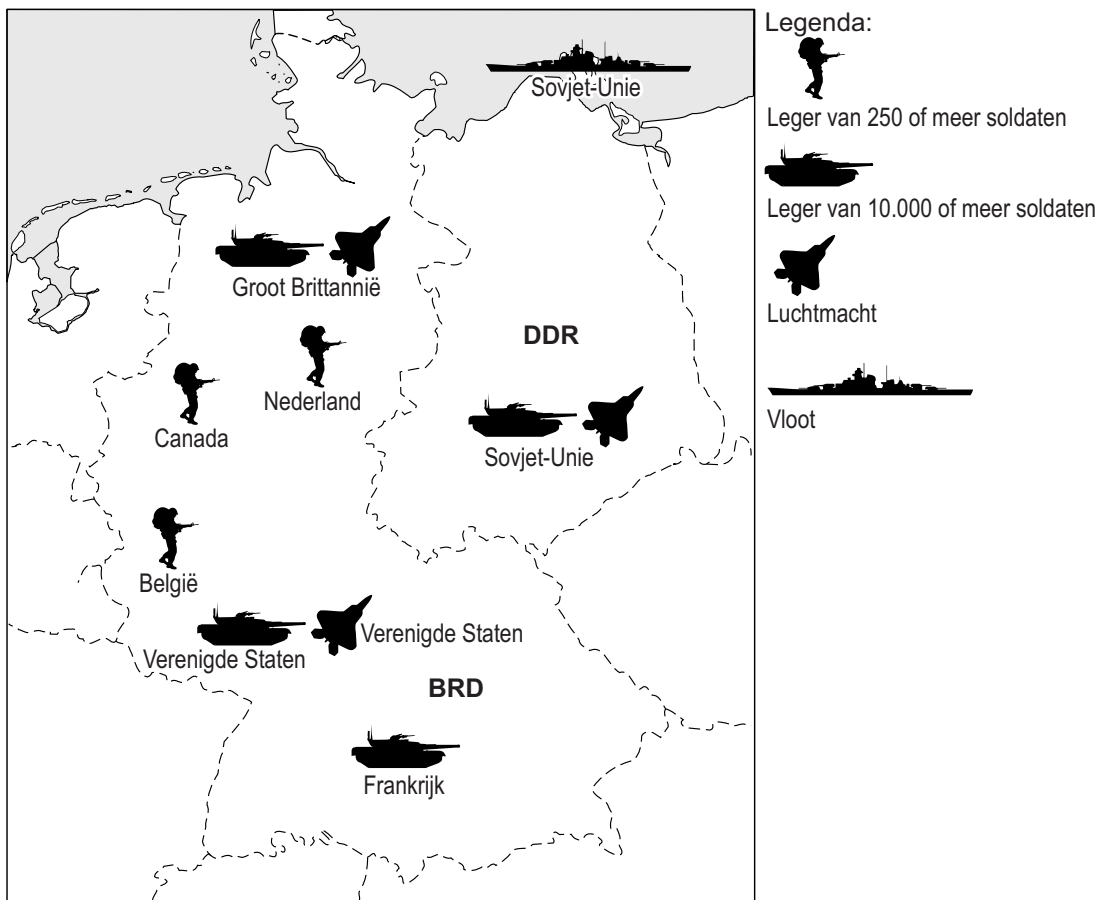 Sovjet-Unie
Groot Brittannië
DDR
Nederland
Canada
Sovjet-Unie
België
Verenigde Staten
Verenigde Staten
BRD
Frankrijk
Legenda:
Leger van 250 of meer soldaten
Leger van 10.000 of meer soldaten
Luchtmacht
Vloot